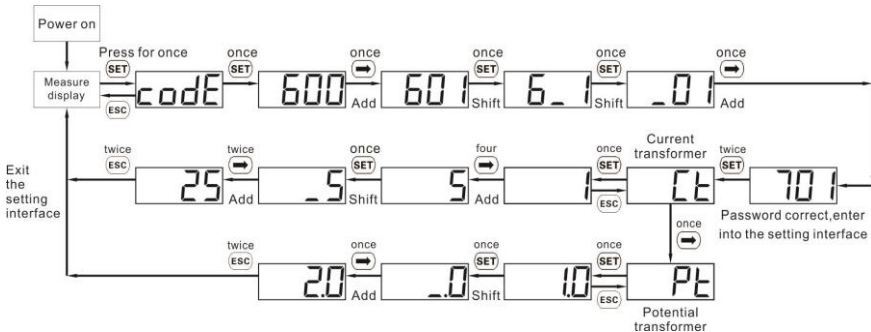 Power on
Press for once
once
once
once
once
once
SET
SET
SET
SET
Measure
display
codE
600
601
6_1
_01
ESC
Add
Shift
Shift
Add
Current
transformer
twice
twice
once
four
once
twice
ESC
SET
SET
SET
Exit
the
setting
interface
25
_5
5
1
Ct
701
Add
Shift
Add
ESC
Password correct,enter
into the setting interface
once
twice
once
once
once
ESC
SET
SET
2.0
_.0
1.0
Pt
Add
Shift
ESC
Potential
transformer